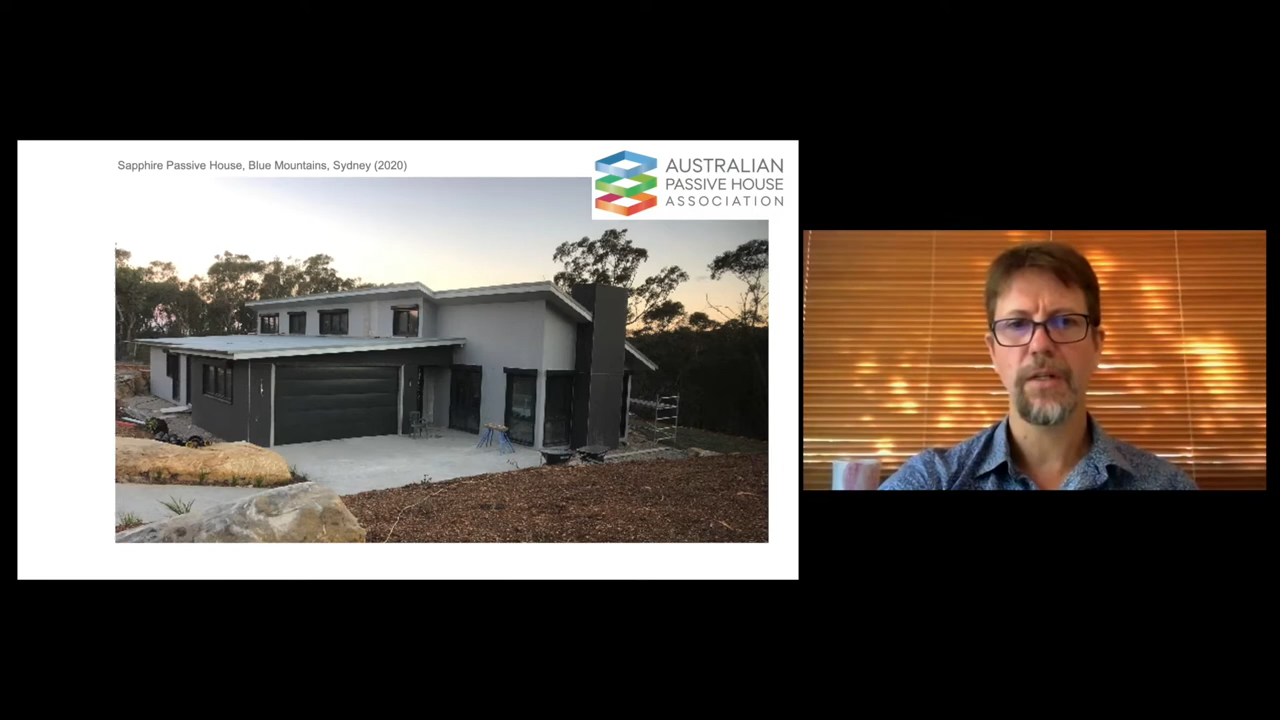 Sapphire Passive House, Blue Mountains, Sydney (2020)
AUSTRALIAN
PASSIVE HOUSE
ASSOCIATION